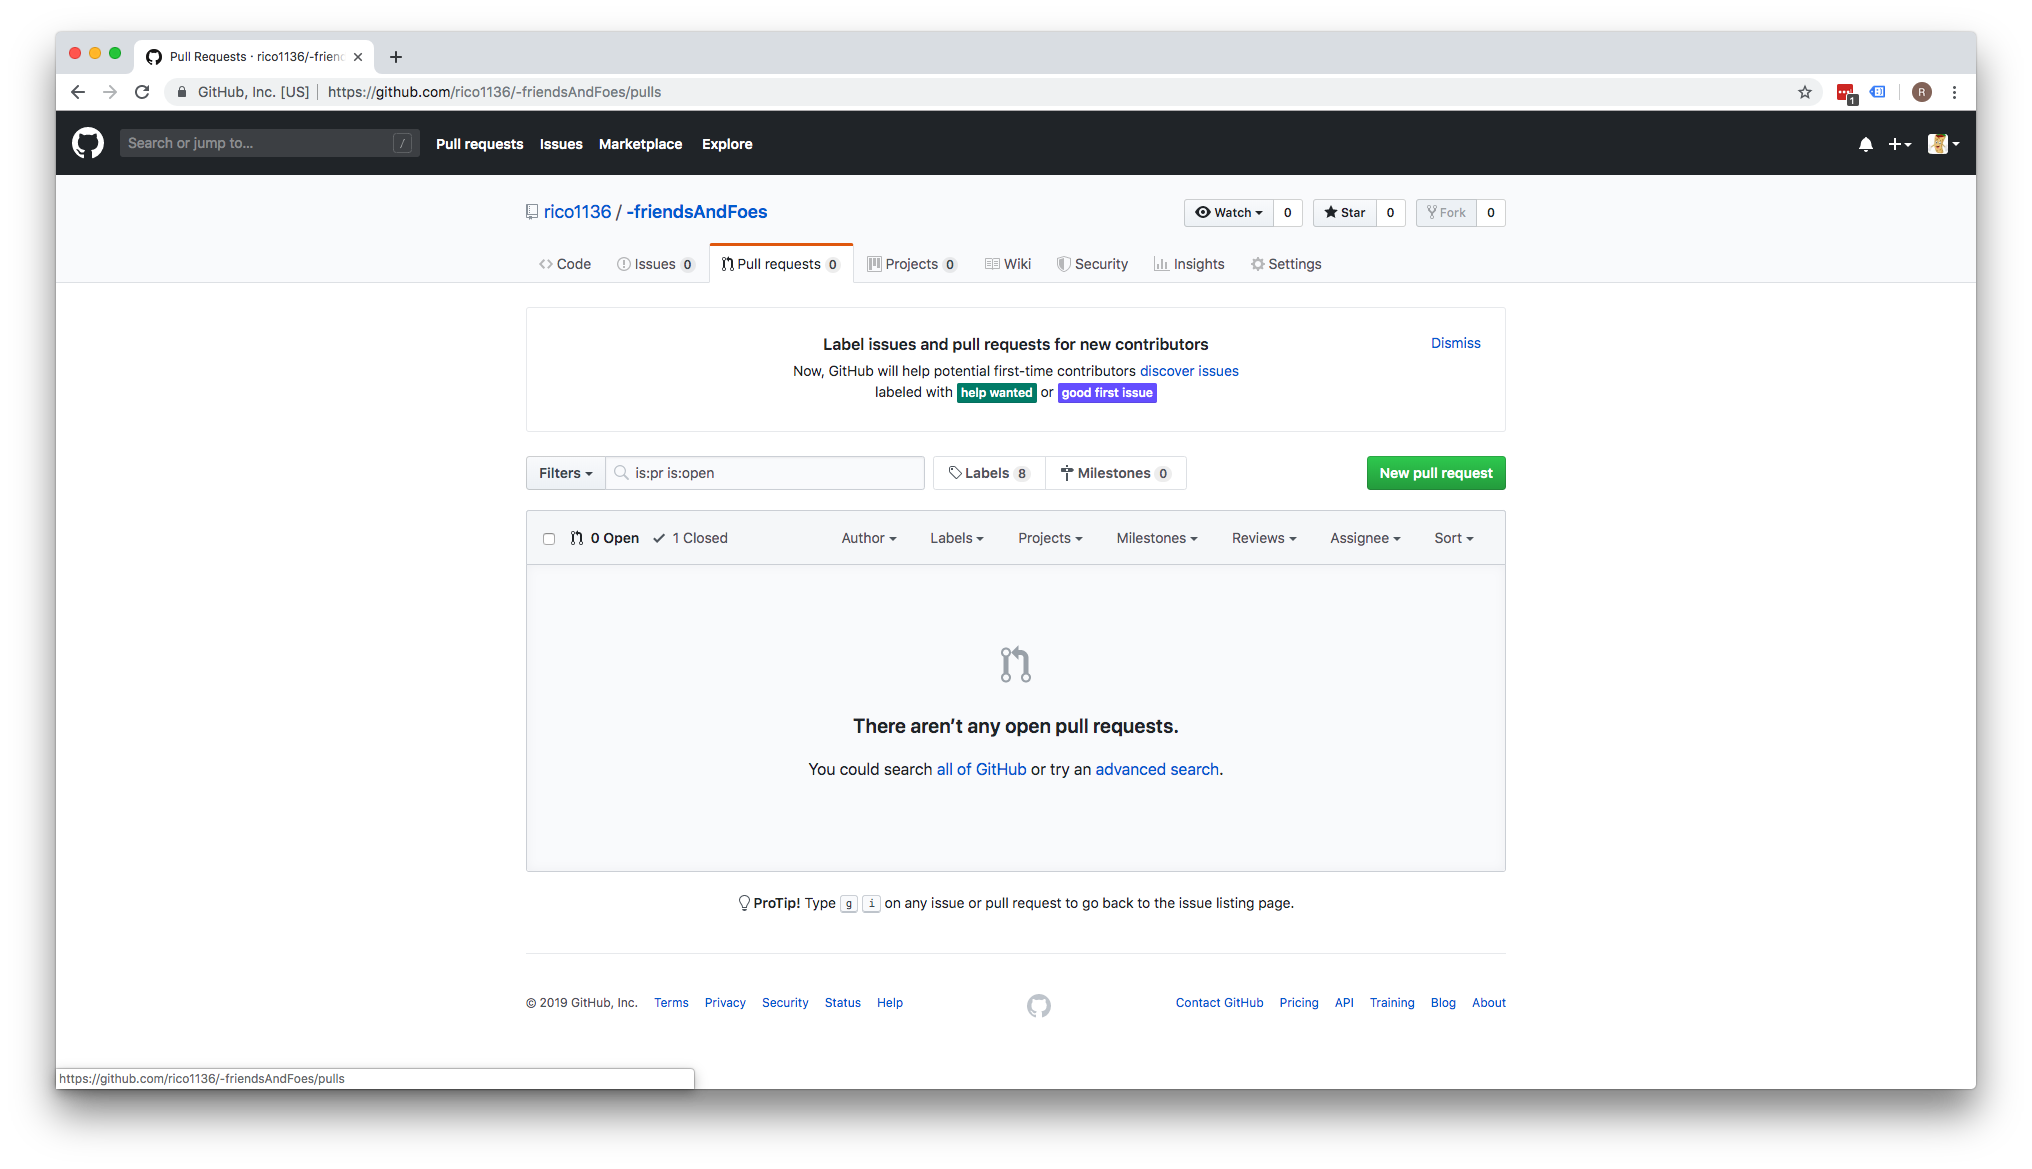 Pull Requests · rico1136/-frien
GitHub, Inc. [US] https://github.com/rico1136/-friendsAndFoes/pulls 1 R
Search or jump to... / Pull requests Issues Marketplace Explore
rico1136 / -friendsAndFoes Watch 0 Star 0 Fork 0
Code Issues 0 Pull requests 0 Projects 0 Wiki Security Insights Settings
Label issues and pull requests for new contributors Dismiss
Now, GitHub will help potential first-time contributors discover issues
labeled with help wanted or good first issue
Filters is:pr is:open Labels 8 Milestones 0 New pull request
0 Open 1 Closed Author Labels Projects Milestones Reviews Assignee Sort
There aren’t any open pull requests.
You could search all of GitHub or try an advanced search.
ProTip! Type g i on any issue or pull request to go back to the issue listing page.
© 2019 GitHub, Inc. Terms Privacy Security Status Help Contact GitHub Pricing API Training Blog About
https://github.com/rico1136/-friendsAndFoes/pulls